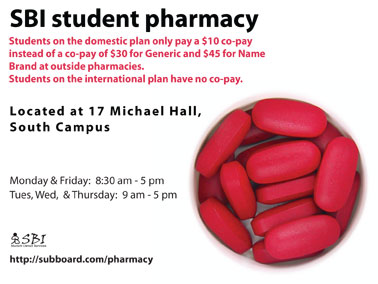 SBI student pharmacy
Students on the domestic plan only pay a $10 co-pay
instead of a co-pay of $30 for Generic and $45 for Name
Brand at outside pharmacies.
Students on the international plan have no co-pay.
Located at 17 Michael Hall,
South Campus
Monday & Friday: 8:30 am - 5 pm
Tues, Wed, & Thursday: 9 am - 5 pm
SBI
http://subboard.com/pharmacy